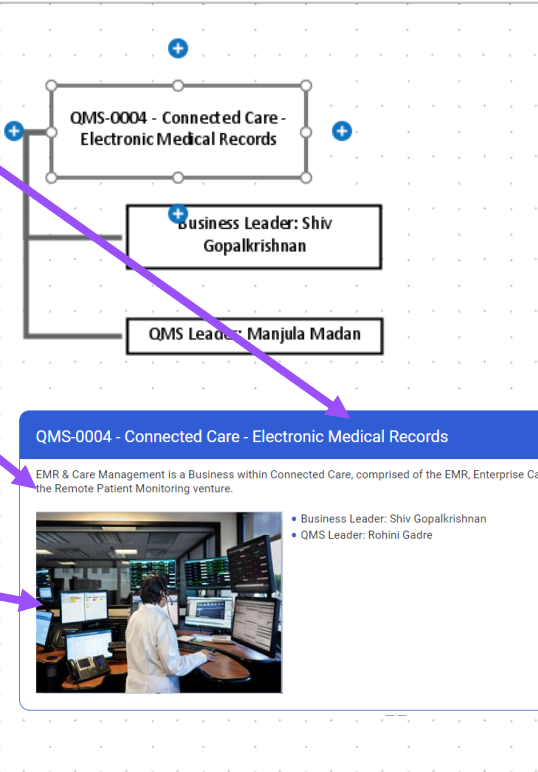 QMS-0004 - Connected Care -
Electronic Medical Records
Business Leader: Shiv
Gopalkrishnan
QMS Leader: Manjula Madan
QMS-0004 - Connected Care - Electronic Medical Records
EMR & Care Management is a Business within Connected Care, comprised of the EMR, Enterprise Ca
the Remote Patient Monitoring venture.
Business Leader: Shiv Gopalkrishnan
QMS Leader: Rohini Gadre